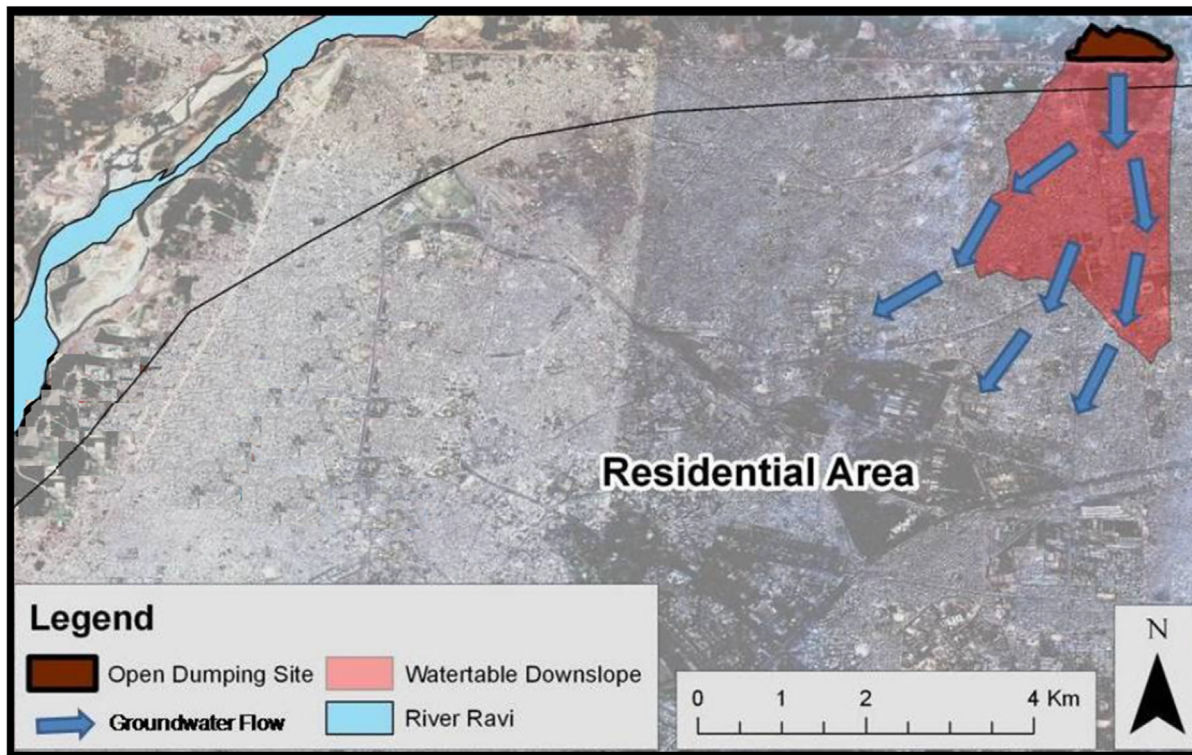 Residential Area
Legend
Open Dumping Site
Watertable Downslope
Groundwater Flow
River Ravi
0 1 2 4 Km
N